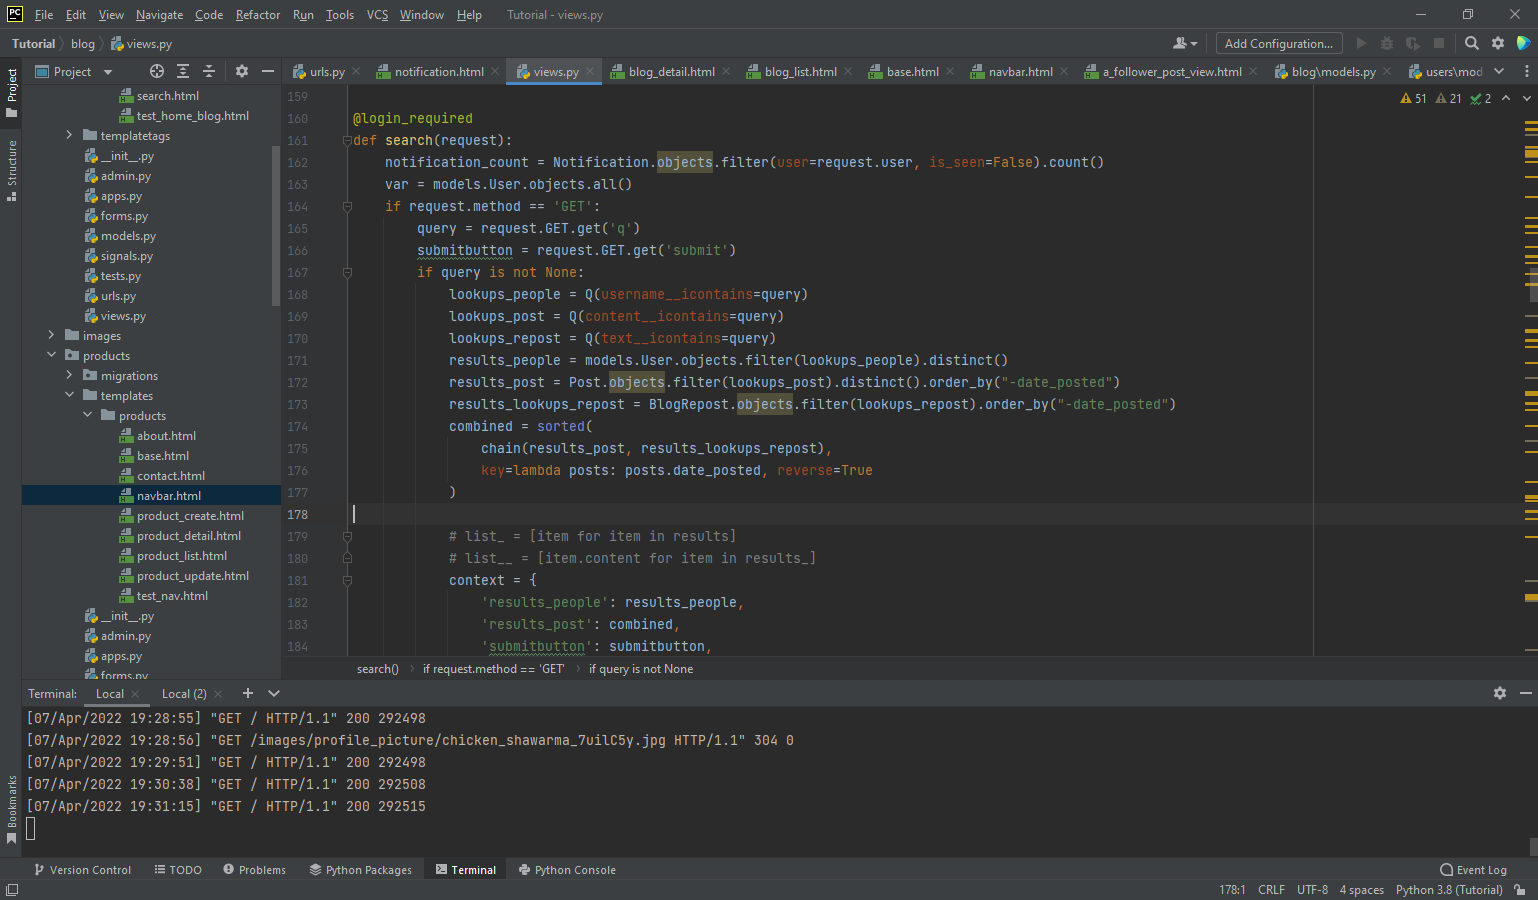 PC File Edit View Navigate Code Refactor Run Tools VCS Window Help Tutorial - views.py
Tutorial blog views.py Add Configuration...
Project
Structure
Bookmarks
Project
urls.py notification.html views.py blog_detail.html blog_list.html base.html navbar.html a_follower_post_view.html blog\models.py users\mod
search.html
test_home_blog.html
templatetags
__init__.py
admin.py
apps.py
forms.py
models.py
signals.py
tests.py
urls.py
views.py
images
products
migrations
templates
products
about.html
base.html
contact.html
navbar.html
product_create.html
product_detail.html
product_list.html
product_update.html
test_nav.html
__init__.py
admin.py
apps.py
forms.py
51 21 2
159
160 @login_required
161 def search(request):
162 notification_count = Notification.objects.filter(user=request.user, is_seen=False).count()
163 var = models.User.objects.all()
164 if request.method == 'GET':
165 query = request.GET.get('q')
166 submitbutton = request.GET.get('submit')
167 if query is not None:
168 lookups_people = Q(username__icontains=query)
169 lookups_post = Q(content__icontains=query)
170 lookups_repost = Q(text__icontains=query)
171 results_people = models.User.objects.filter(lookups_people).distinct()
172 results_post = Post.objects.filter(lookups_post).distinct().order_by("-date_posted")
173 results_lookups_repost = BlogRepost.objects.filter(lookups_repost).order_by("-date_posted")
174 combined = sorted(
175 chain(results_post, results_lookups_repost),
176 key=lambda posts: posts.date_posted, reverse=True
177 )
178
179 # list_ = [item for item in results]
180 # list__ = [item.content for item in results_]
181 context = {
182 'results_people': results_people,
183 'results_post': combined,
184 'submitbutton': submitbutton,
search() if request.method == 'GET' if query is not None
Terminal: Local Local (2)
[07/Apr/2022 19:28:55] "GET / HTTP/1.1" 200 292498
[07/Apr/2022 19:28:56] "GET /images/profile_picture/chicken_shawarma_7uilC5y.jpg HTTP/1.1" 304 0
[07/Apr/2022 19:29:51] "GET / HTTP/1.1" 200 292498
[07/Apr/2022 19:30:38] "GET / HTTP/1.1" 200 292508
[07/Apr/2022 19:31:15] "GET / HTTP/1.1" 200 292515
Version Control TODO Problems Python Packages Terminal Python Console Event Log
178:1 CRLF UTF-8 4 spaces Python 3.8 (Tutorial)